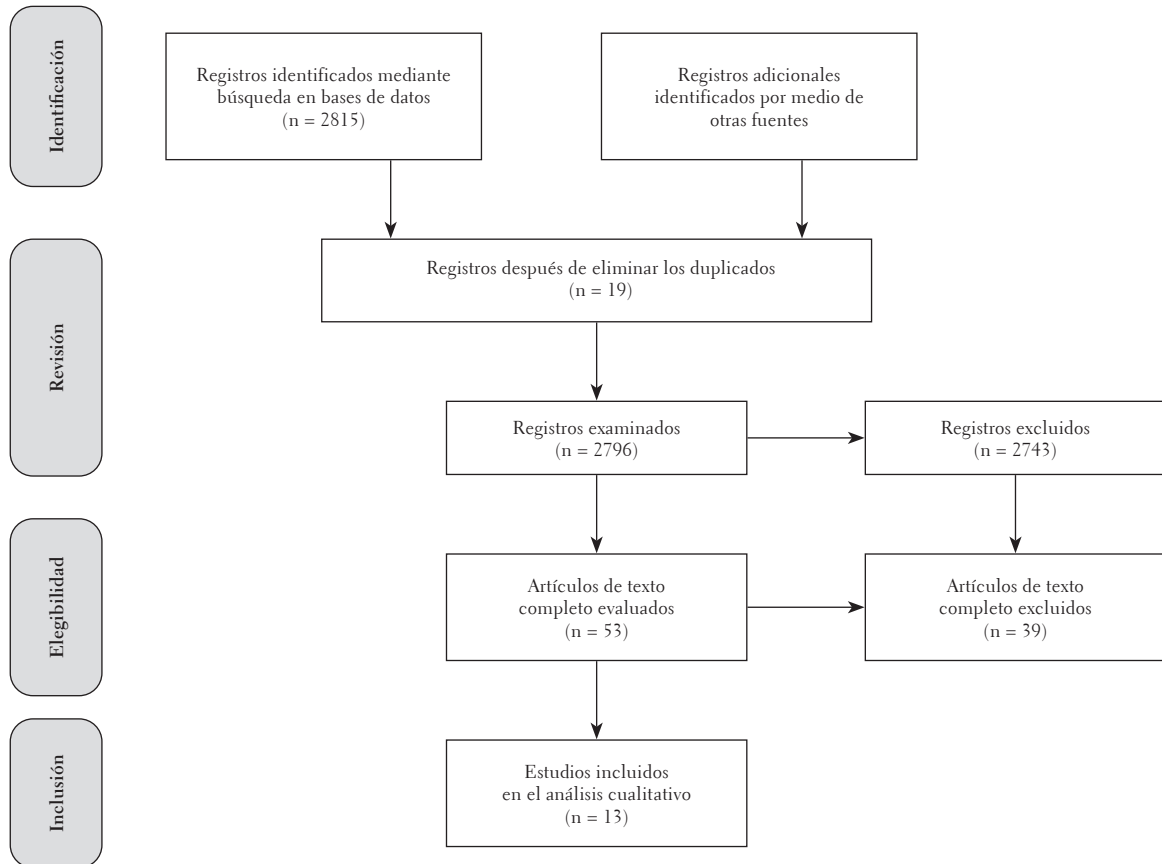 Identificación
Registros identificados mediante
búsqueda en bases de datos
(n = 2815)
Registros adicionales
identificados por medio de
otras fuentes
Revisión
Registros después de eliminar los duplicados
(n = 19)
Registros examinados
(n = 2796)
Registros excluidos
(n = 2743)
Elegibilidad
Artículos de texto
completo evaluados
(n = 53)
Artículos de texto
completo excluidos
(n = 39)
Inclusión
Estudios incluidos
en el análisis cualitativo
(n = 13)